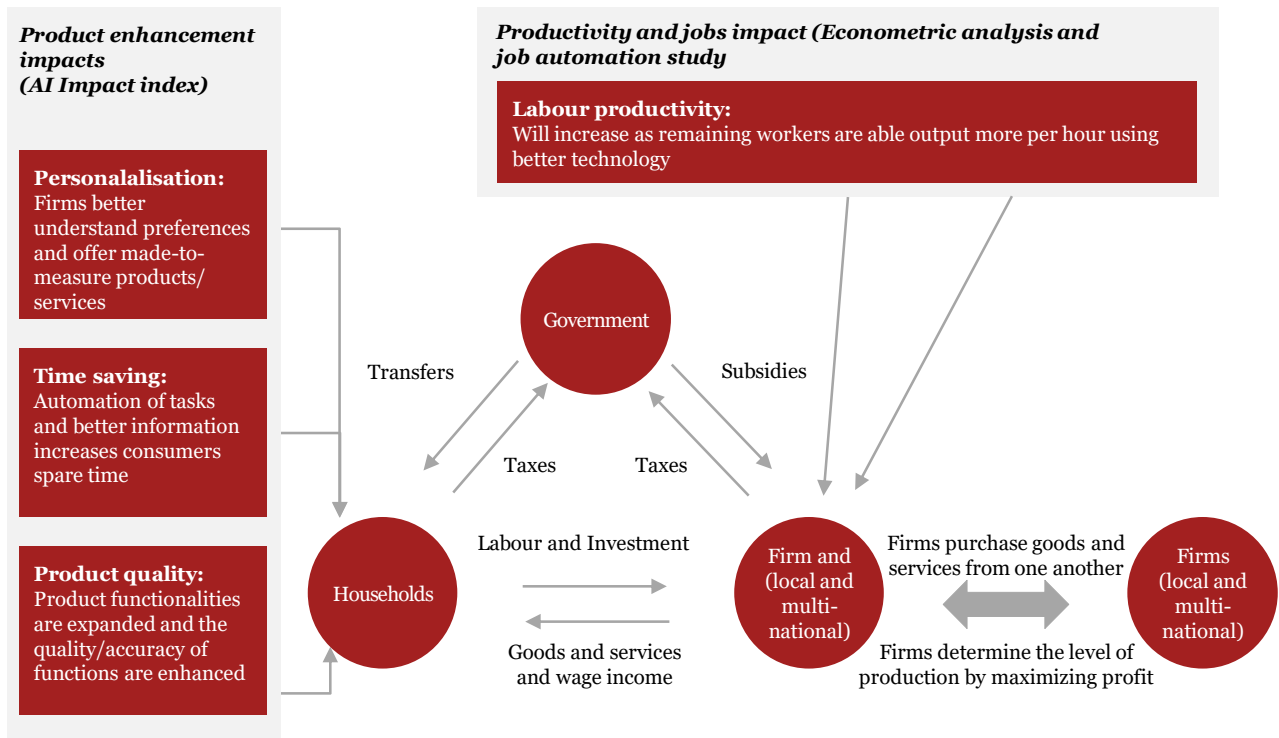 Product enhancement
impacts
(AI Impact index)
Personalalisation:
Firms better
understand preferences
and offer made-to-
measure products/
services
Time saving:
Automation of tasks
and better information
increases consumers
spare time
Product quality:
Product functionalities
are expanded and the
quality/accuracy of
functions are enhanced
Productivity and jobs impact (Econometric analysis and
job automation study
Labour productivity:
Will increase as remaining workers are able output more per hour using
better technology
Government
Transfers
Subsidies
Taxes
Taxes
Households
Labour and Investment
Goods and services
and wage income
Firm and
(local and
multi-
national)
Firms purchase goods and
services from one another
Firms determine the level of
production by maximizing profit
Firms
(local and
multi-
national)